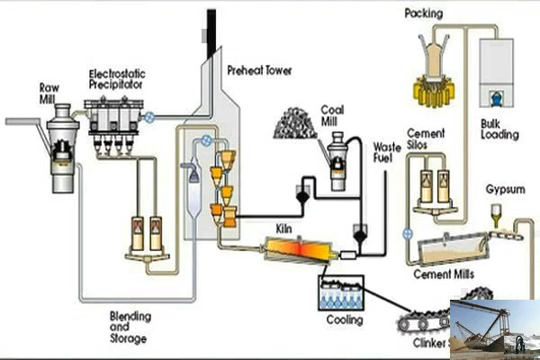 Packing
Preheat Tower
Electrostatic
Precipitator
Raw
Mill
Coal
Mill
Bulk
Loading
Cement
Silos
Waste
Fuel
Gypsum
Kiln
Cement Mills
Blending
and
Storage
Cooling
Clinker